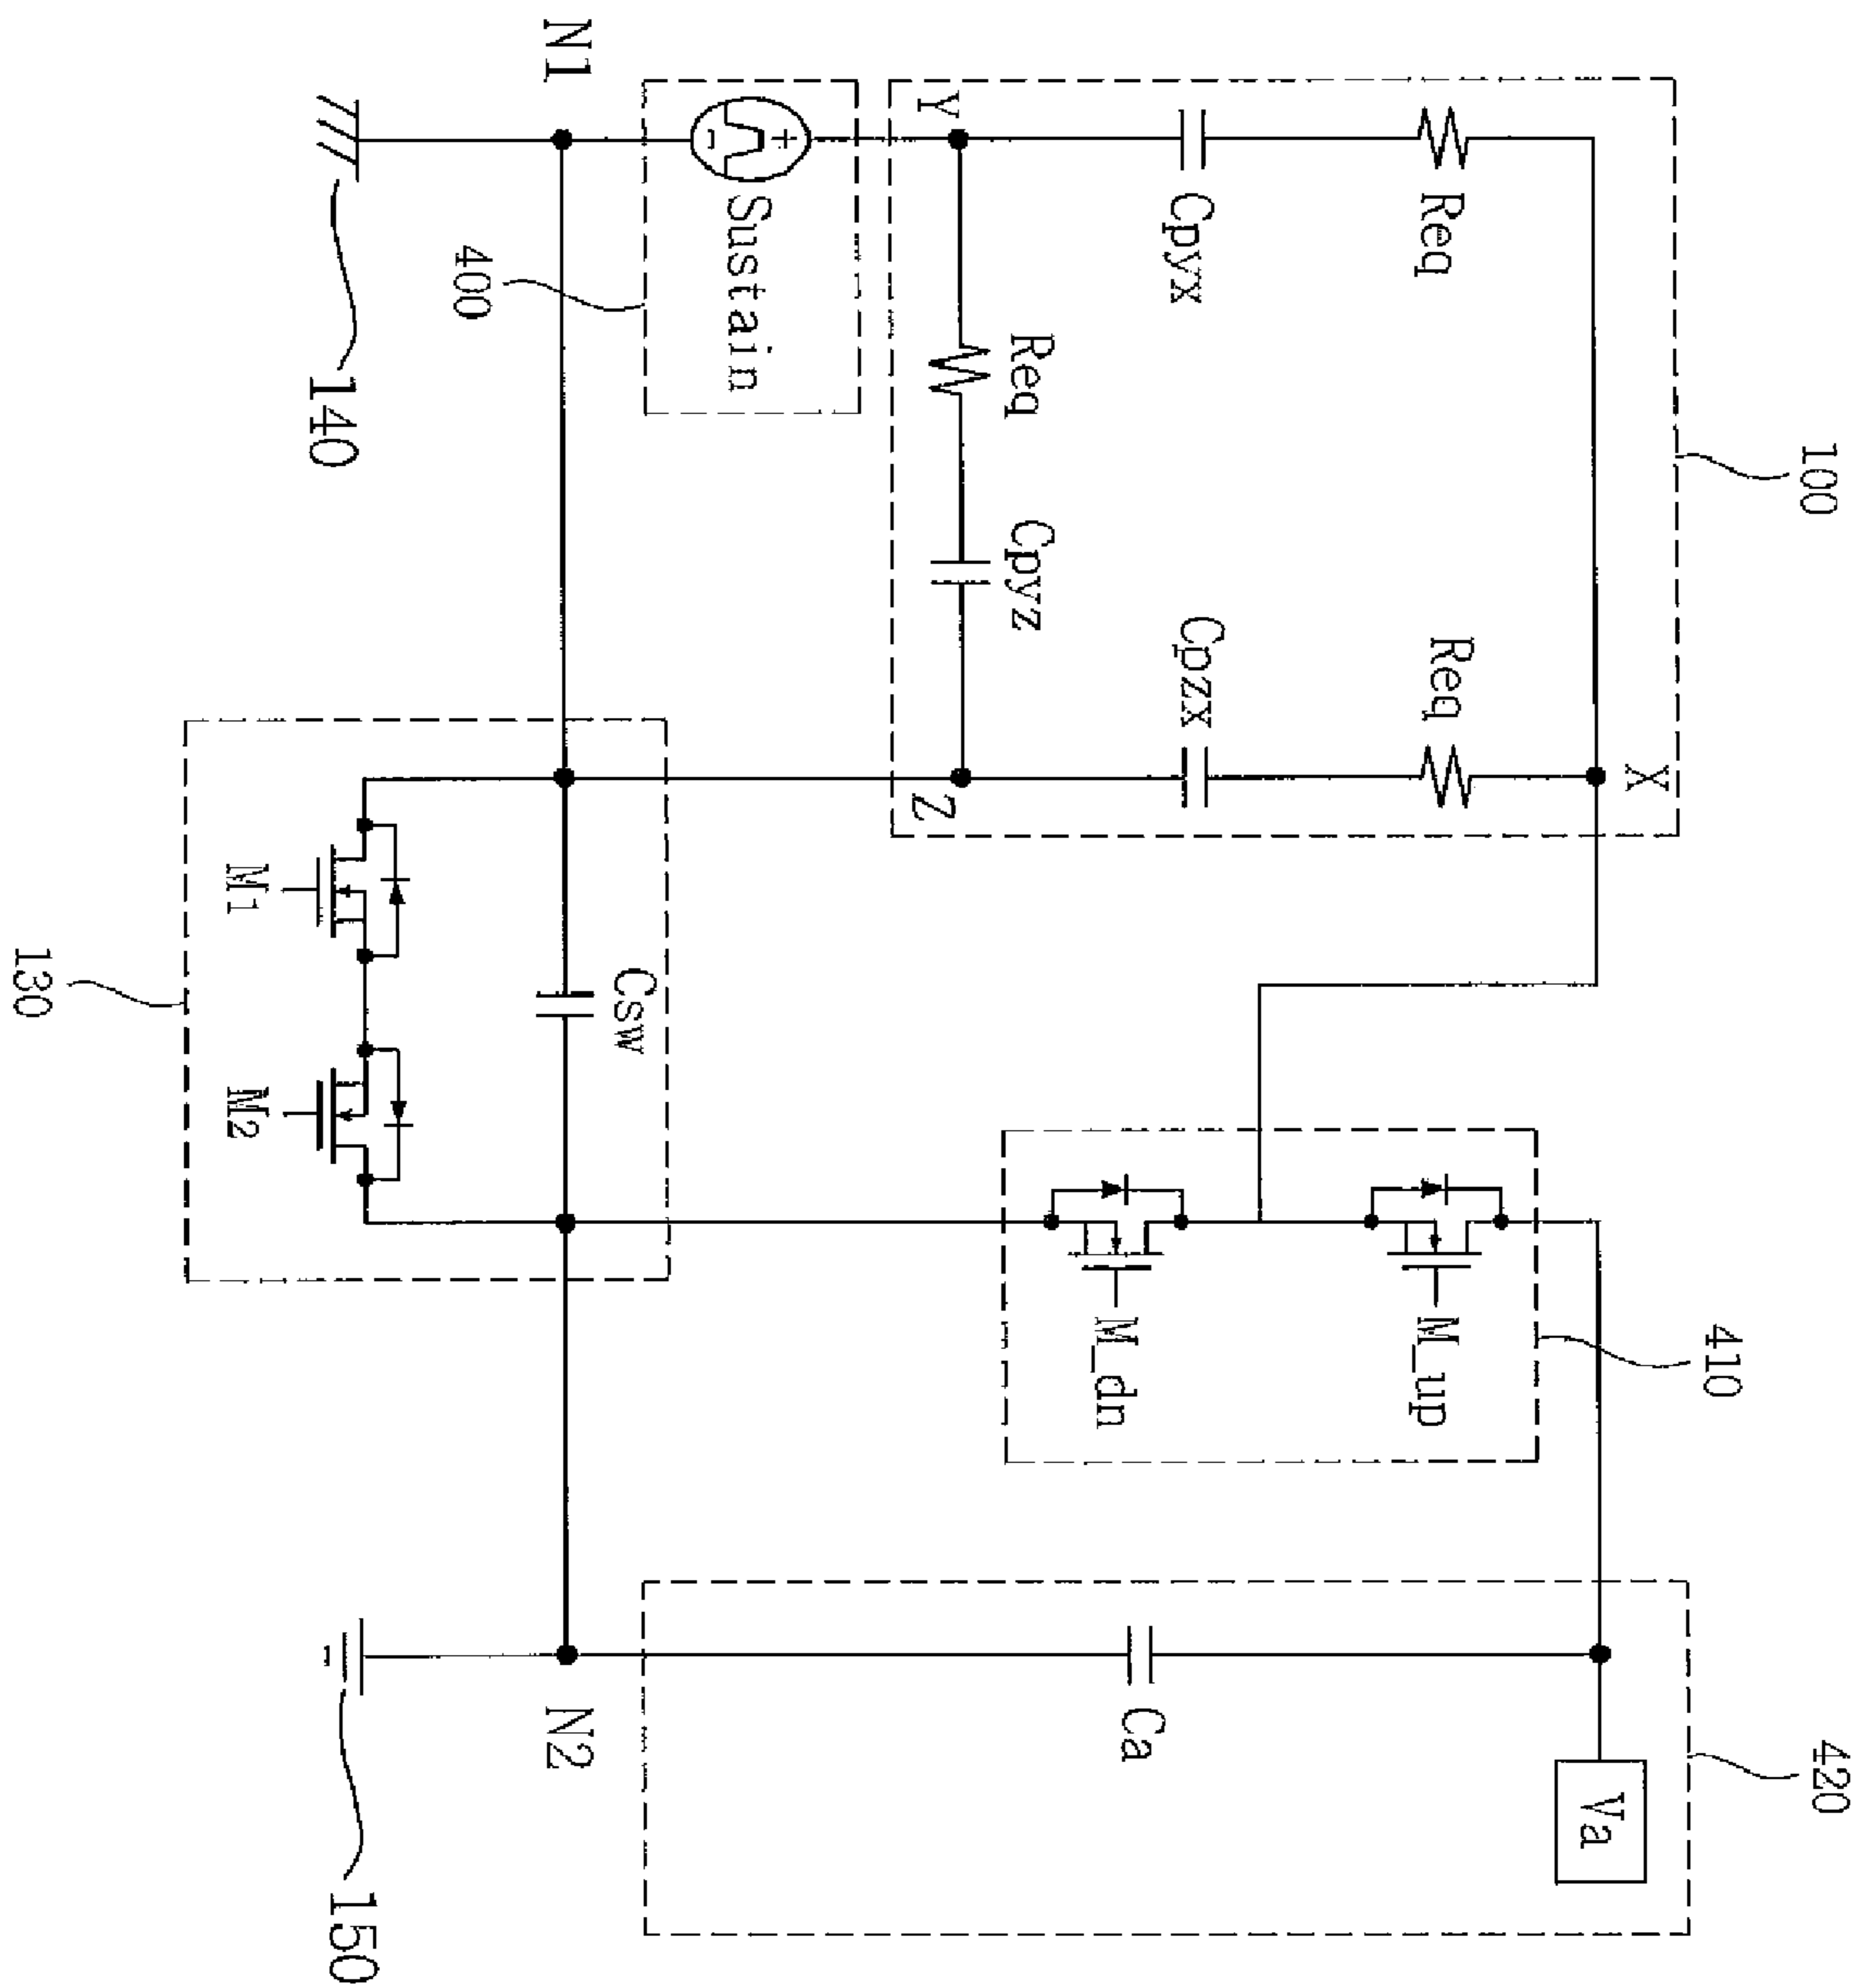 100
X
Req
Req
Cpyx
Cpzx
Y
Req
Cpyz
Z
Sustain
+
-
400
N1
140
410
M_up
M_dn
Csw
M1
M2
130
420
Va
Ca
N2
150